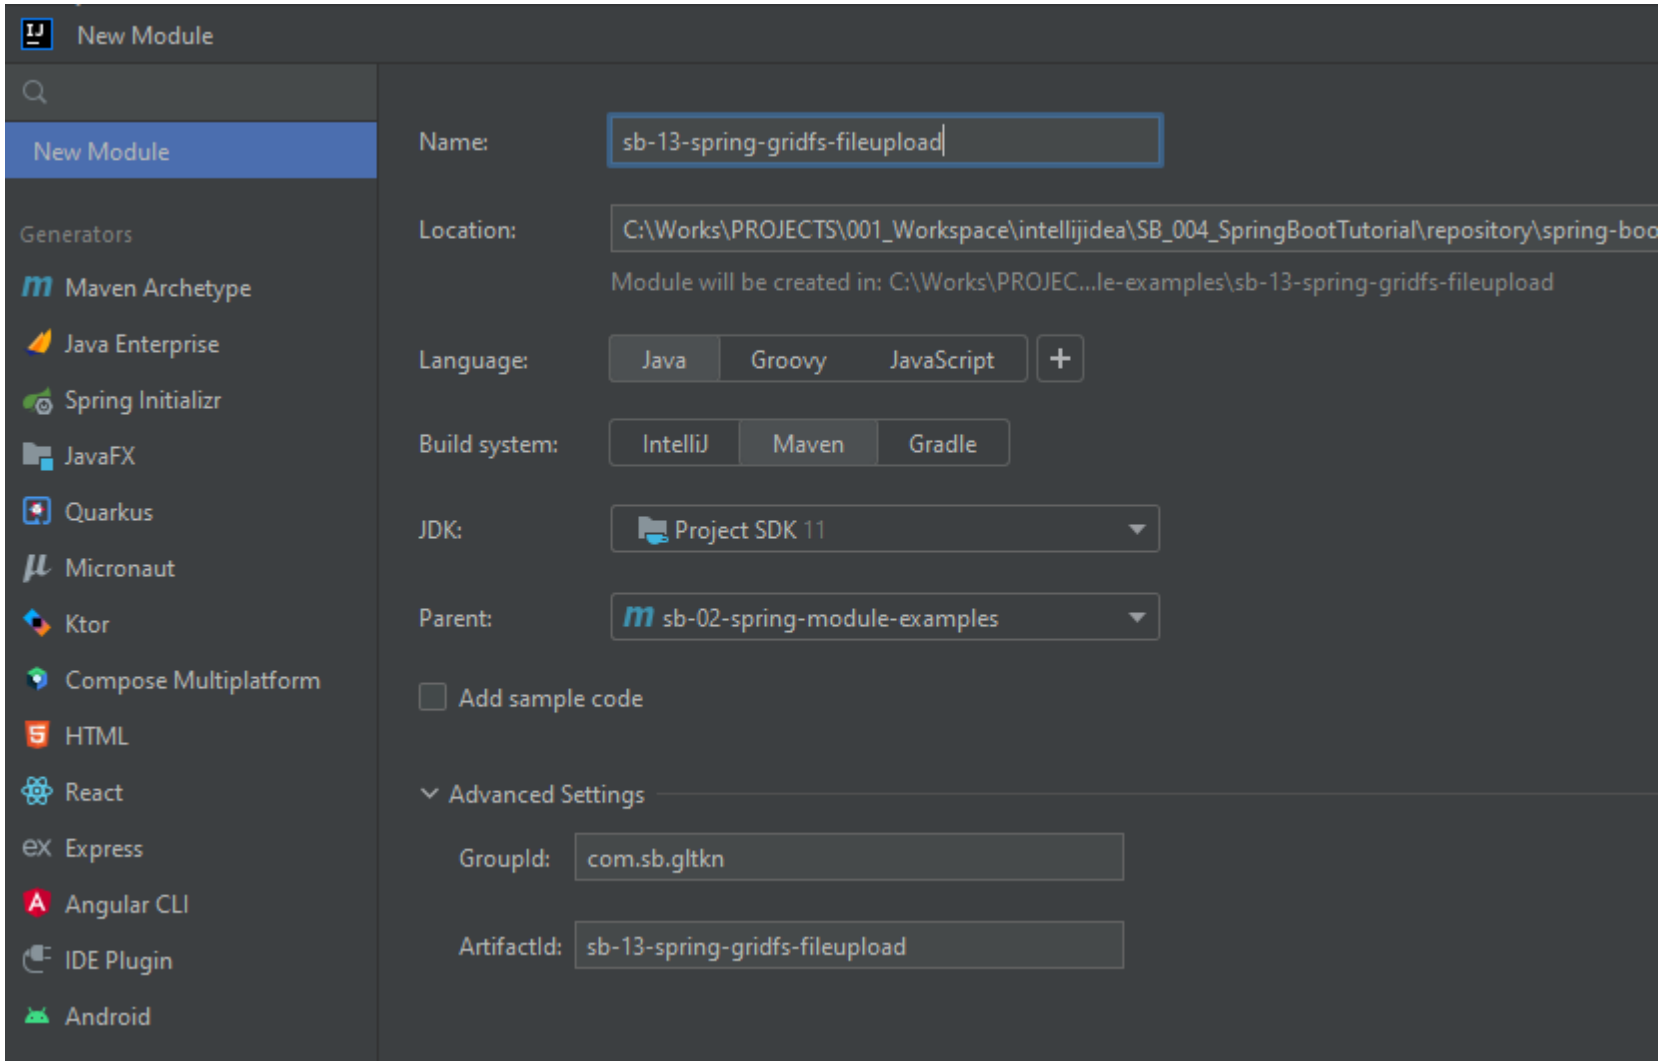 New Module
New Module
Generators
Maven Archetype
Java Enterprise
Spring Initializr
JavaFX
Quarkus
Micronaut
Ktor
Compose Multiplatform
HTML
React
ex Express
Angular CLI
IDE Plugin
Android
Name: sb-13-spring-gridfs-fileupload
Location: C:\Works\PROJECTS\001_Workspace\intellijidea\SB_004_SpringBootTutorial\repository\spring-boo
Module will be created in: C:\Works\PROJEC...le-examples\sb-13-spring-gridfs-fileupload
Language: Java Groovy JavaScript +
Build system: IntelliJ Maven Gradle
JDK: Project SDK 11
Parent: m sb-02-spring-module-examples
Add sample code
Advanced Settings
GroupId: com.sb.gltkn
ArtifactId: sb-13-spring-gridfs-fileupload